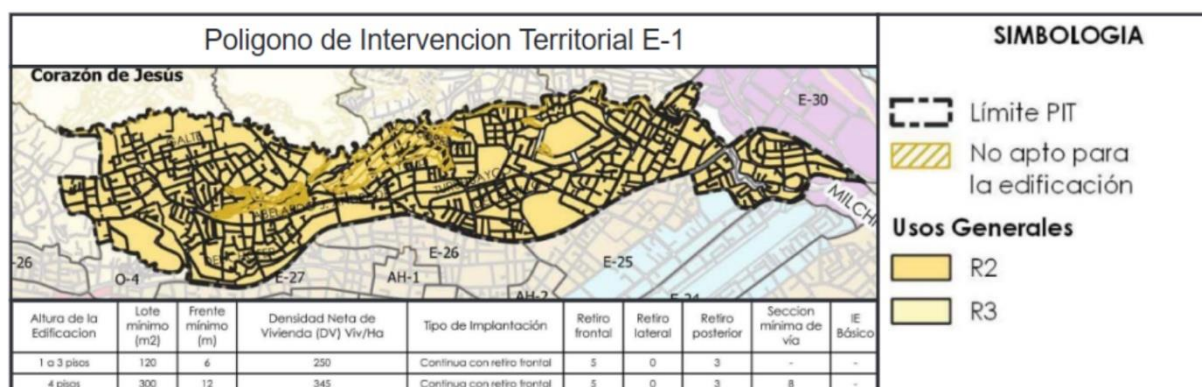 Poligono de Intervencion Territorial E-1
Corazón de Jesús
E-30
MILCH
-26
O-4
E-27
E-26
AH-1
AH-2
E-25
SIMBOLOGIA
Límite PIT
No apto para
la edificación
Usos Generales
R2
R3
Altura de la Edificacion Lote mínimo (m2) Frente mínimo (m) Densidad Neta de Vivienda (DV) Viv/Ha Tipo de Implantación Retiro frontal Retiro lateral Retiro posterior Seccion mínima de vía IE Básico
1 a 3 pisos 120 6 250 Continua con retiro frontal 5 0 3 - -
4 pisos 300 12 345 Continua con retiro frontal 5 0 3 8 -